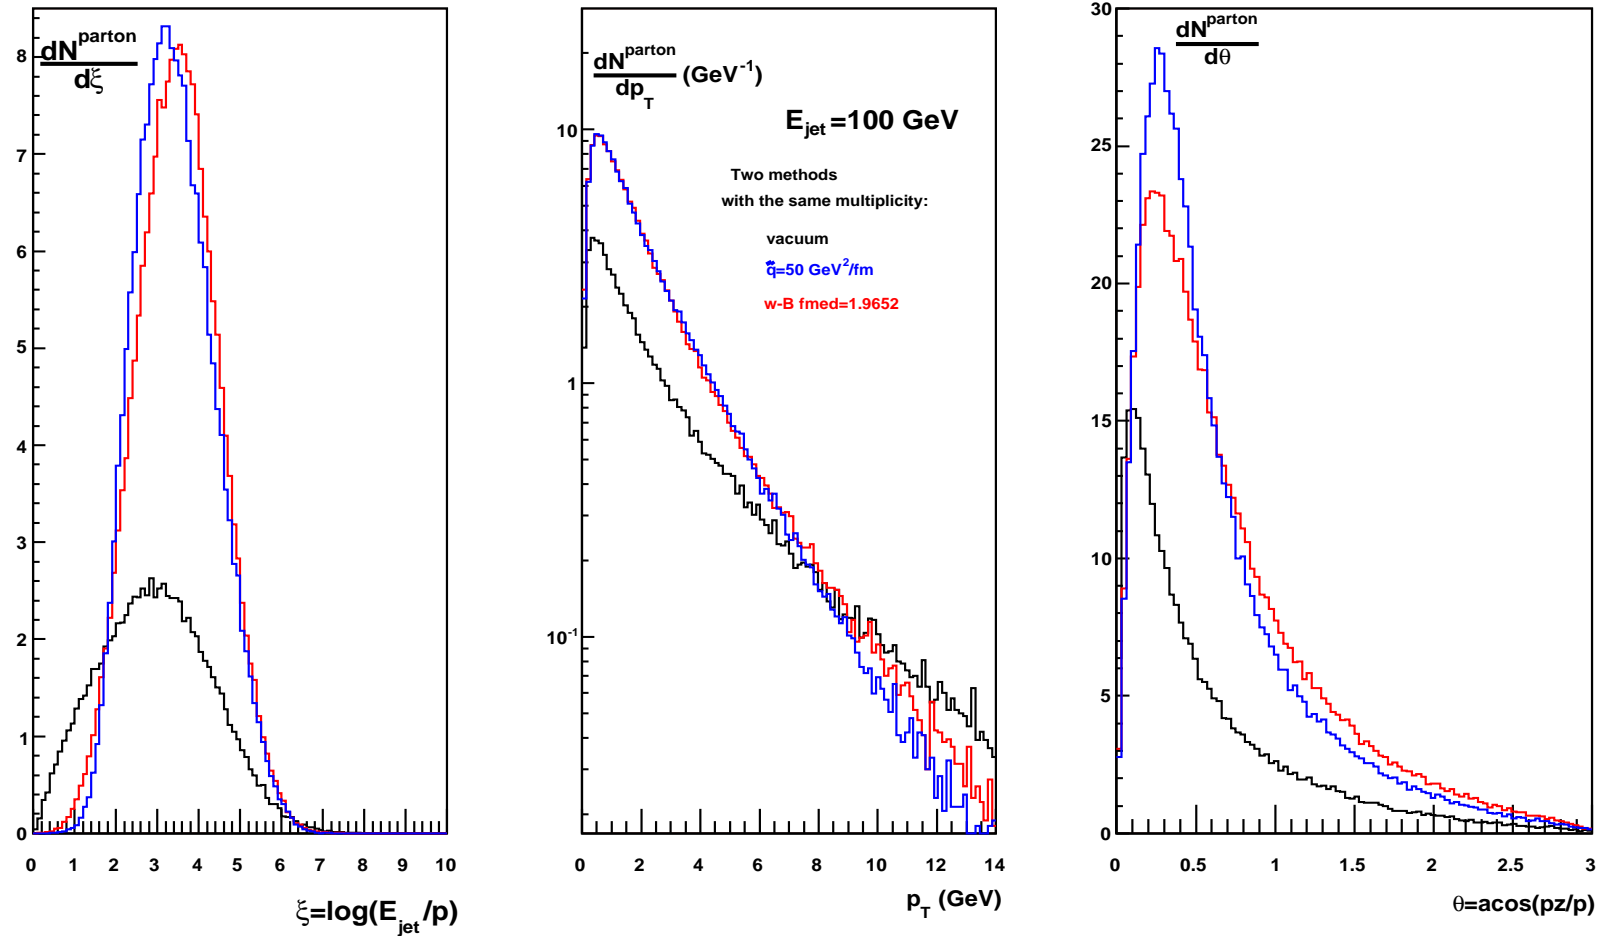 dN^parton
dξ
8
7
6
5
4
3
2
1
0
0 1 2 3 4 5 6 7 8 9 10
ξ=log(E_jet/p)
dN^parton (GeV^-1)
dp_T
E_jet=100 GeV
Two methods
with the same multiplicity:
vacuum
q̂=50 GeV^2/fm
w-B fmed=1.9652
10
1
10^-1
0 2 4 6 8 10 12 14
p_T (GeV)
dN^parton
dθ
30
25
20
15
10
5
0
0 0.5 1 1.5 2 2.5 3
θ=acos(pz/p)